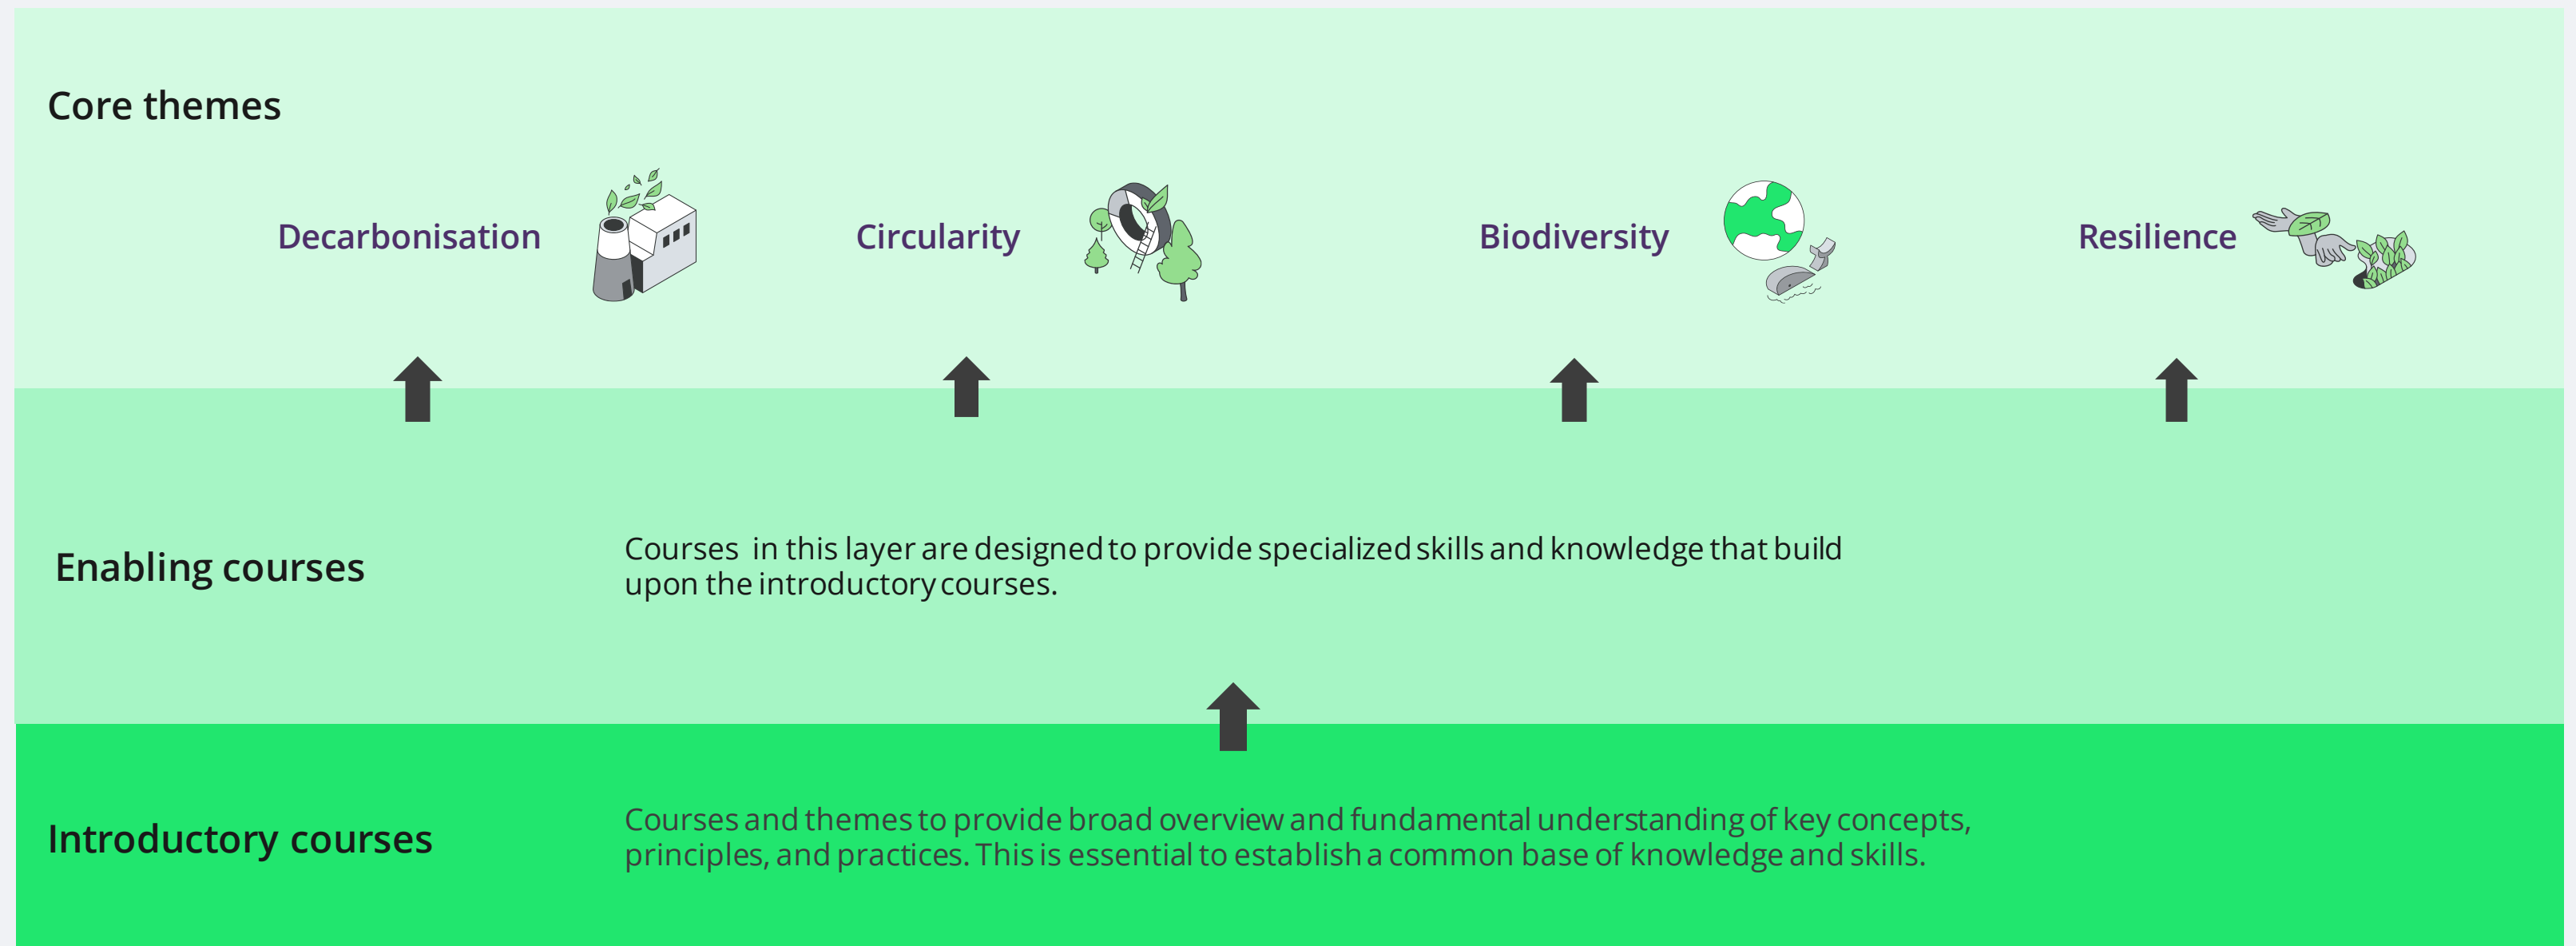 Core themes
Decarbonisation
Circularity
Biodiversity
Resilience
Enabling courses
Courses in this layer are designed to provide specialized skills and knowledge that build
upon the introductory courses.
Introductory courses
Courses and themes to provide broad overview and fundamental understanding of key concepts,
principles, and practices. This is essential to establish a common base of knowledge and skills.